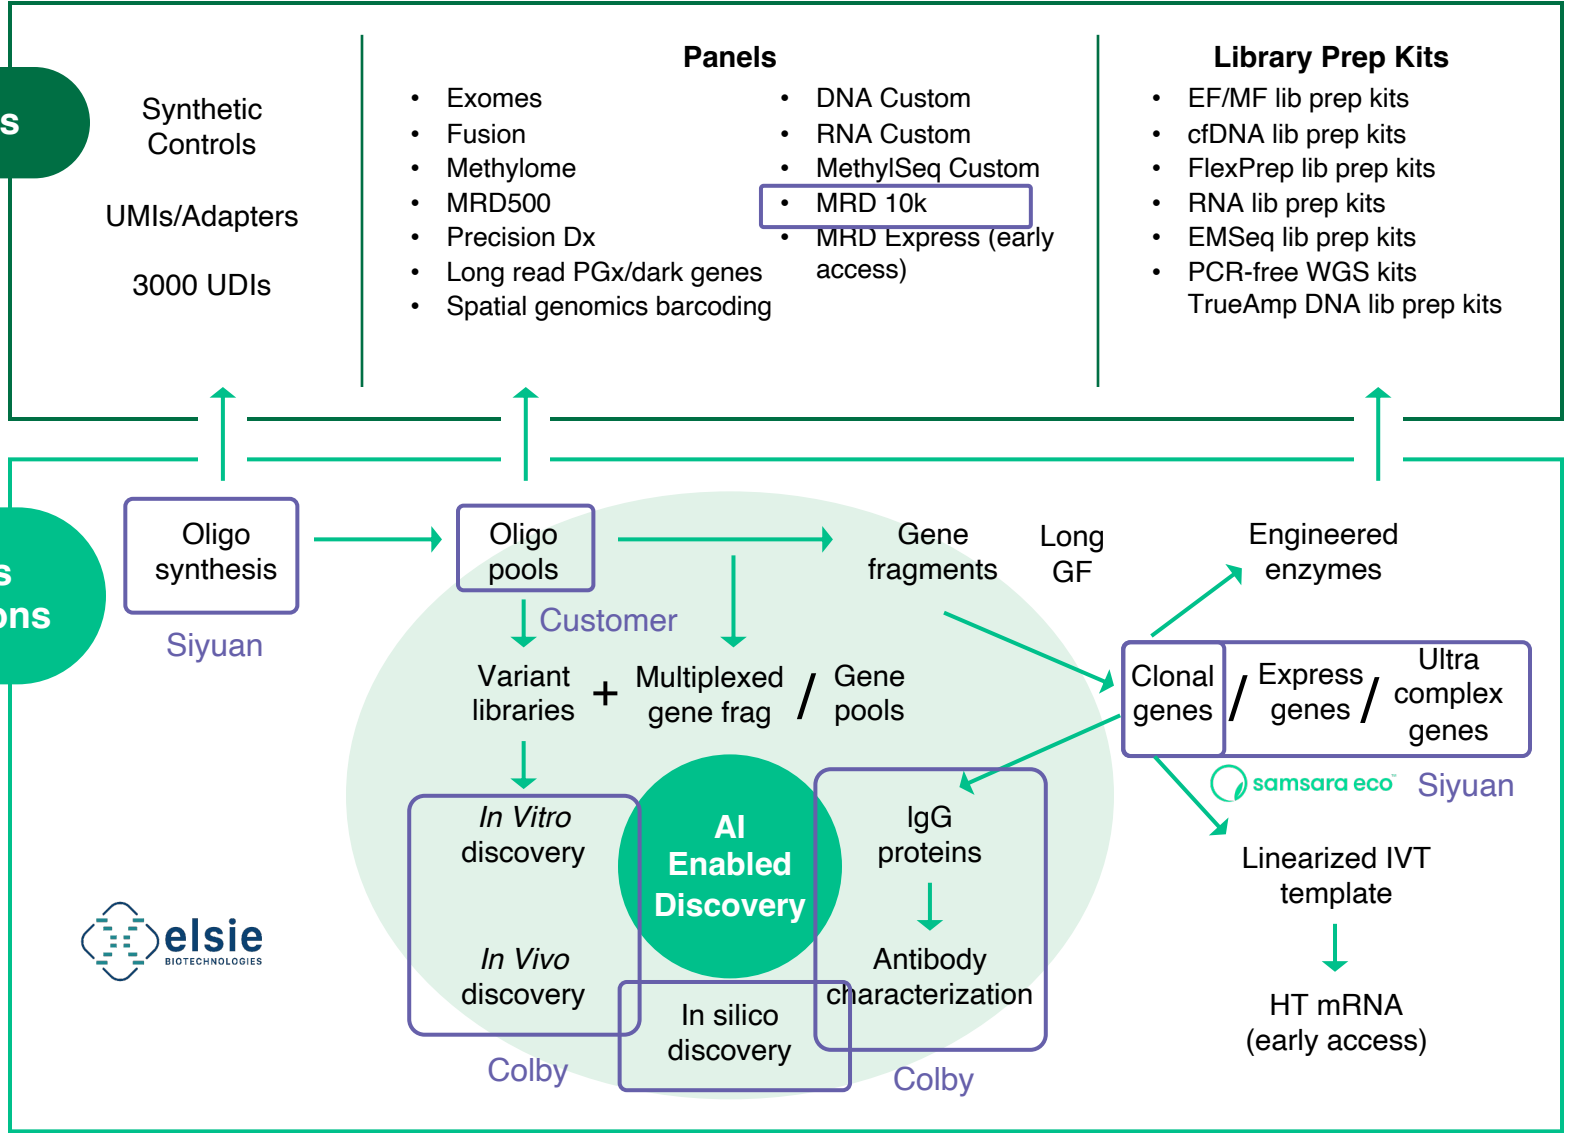 s
Synthetic
Controls
UMIs/Adapters
3000 UDIs
Panels
• Exomes
• Fusion
• Methylome
• MRD500
• Precision Dx
• Long read PGx/dark genes
• Spatial genomics barcoding
• DNA Custom
• RNA Custom
• MethylSeq Custom
• MRD 10k
• MRD Express (early
access)
Library Prep Kits
• EF/MF lib prep kits
• cfDNA lib prep kits
• FlexPrep lib prep kits
• RNA lib prep kits
• EMSeq lib prep kits
• PCR-free WGS kits
TrueAmp DNA lib prep kits
s
ons
Oligo
synthesis
Siyuan
Oligo
pools
Customer
Gene
fragments
Long
GF
Engineered
enzymes
Variant
libraries
+
Multiplexed
gene frag
/
Gene
pools
Clonal
genes
/
Express
genes
/
Ultra
complex
genes
samsara eco™
Siyuan
In Vitro
discovery
AI
Enabled
Discovery
IgG
proteins
Linearized IVT
template
elsie
BIOTECHNOLOGIES
In Vivo
discovery
In silico
discovery
Antibody
characterization
HT mRNA
(early access)
Colby
Colby